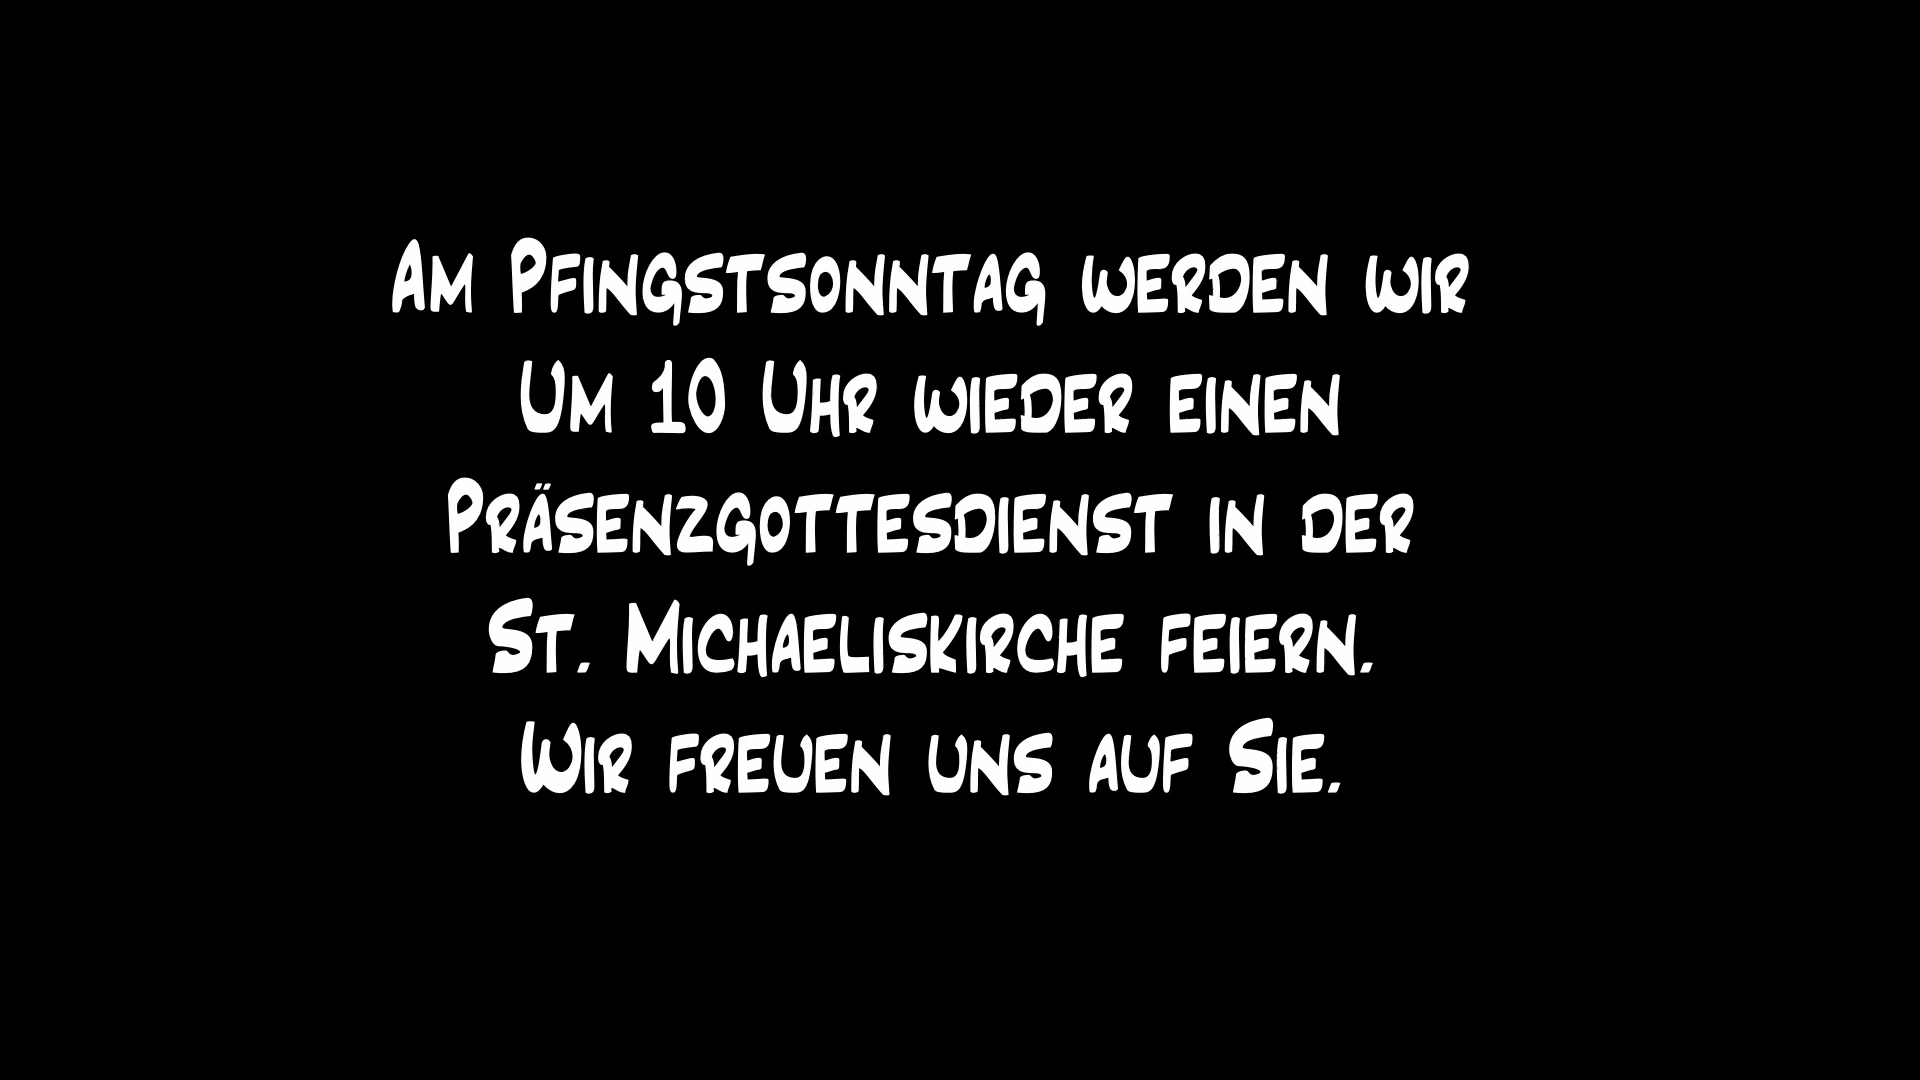 Am Pfingstsonntag werden wir
Um 10 Uhr wieder einen
Präsenzgottesdienst in der
St. Michaeliskirche feiern.
Wir freuen uns auf Sie.